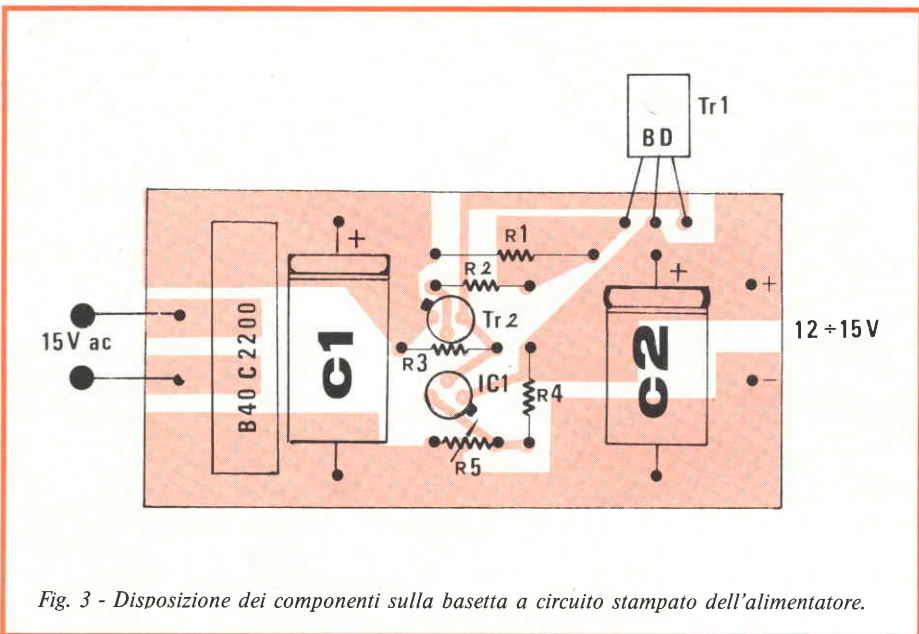 Tr1
BD
R1
+
R2
+
+
Tr2
15V ac
B40 C2200
C1
C2
12 ÷ 15 V
R3
IC1
R4
−
R5
Fig. 3 - Disposizione dei componenti sulla basetta a circuito stampato dell'alimentatore.